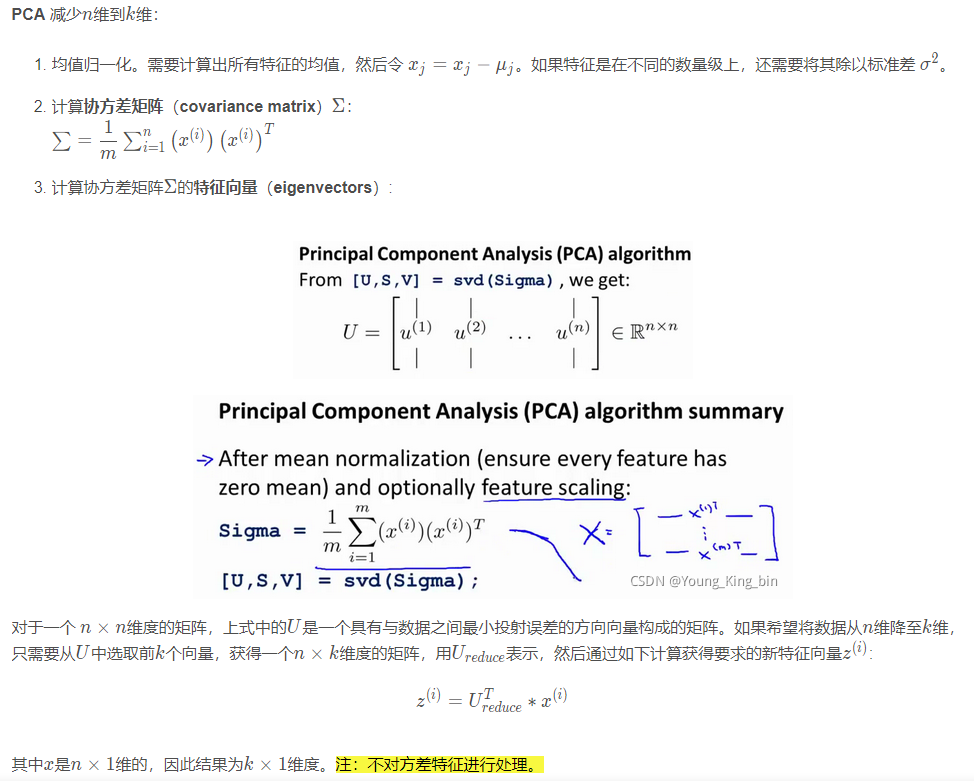 PCA 减少n维到k维：
1. 均值归一化。需要计算出所有特征的均值，然后令 xⱼ = xⱼ − μⱼ。如果特征是在不同的数量级上，还需要将其除以标准差 σ²。
2. 计算协方差矩阵（covariance matrix）Σ：
∑ = 1/m ∑ⁿᵢ₌₁ (x⁽ⁱ⁾) (x⁽ⁱ⁾)ᵀ
3. 计算协方差矩阵Σ的特征向量（eigenvectors）:
Principal Component Analysis (PCA) algorithm
From [U,S,V] = svd(Sigma) , we get:
U = [ u⁽¹⁾ u⁽²⁾ ... u⁽ⁿ⁾ ] ∈ ℝⁿˣⁿ
Principal Component Analysis (PCA) algorithm summary
→ After mean normalization (ensure every feature has
zero mean) and optionally feature scaling:
Sigma = 1/m ∑ᵐᵢ₌₁ (x⁽ⁱ⁾)(x⁽ⁱ⁾)ᵀ
X = [ — x⁽¹⁾ᵀ — ⋮ — x⁽ᵐ⁾ᵀ — ]
[U,S,V] = svd(Sigma);
CSDN @Young_King_bin
对于一个 n × n维度的矩阵，上式中的U是一个具有与数据之间最小投射误差的方向向量构成的矩阵。如果希望将数据从n维降至k维，
只需要从U中选取前k个向量，获得一个n × k维度的矩阵，用U_reduce表示，然后通过如下计算获得要求的新特征向量z⁽ⁱ⁾:
z⁽ⁱ⁾ = Uᵀ_reduce * x⁽ⁱ⁾
其中x是n × 1维的，因此结果为k × 1维度。注：不对方差特征进行处理。